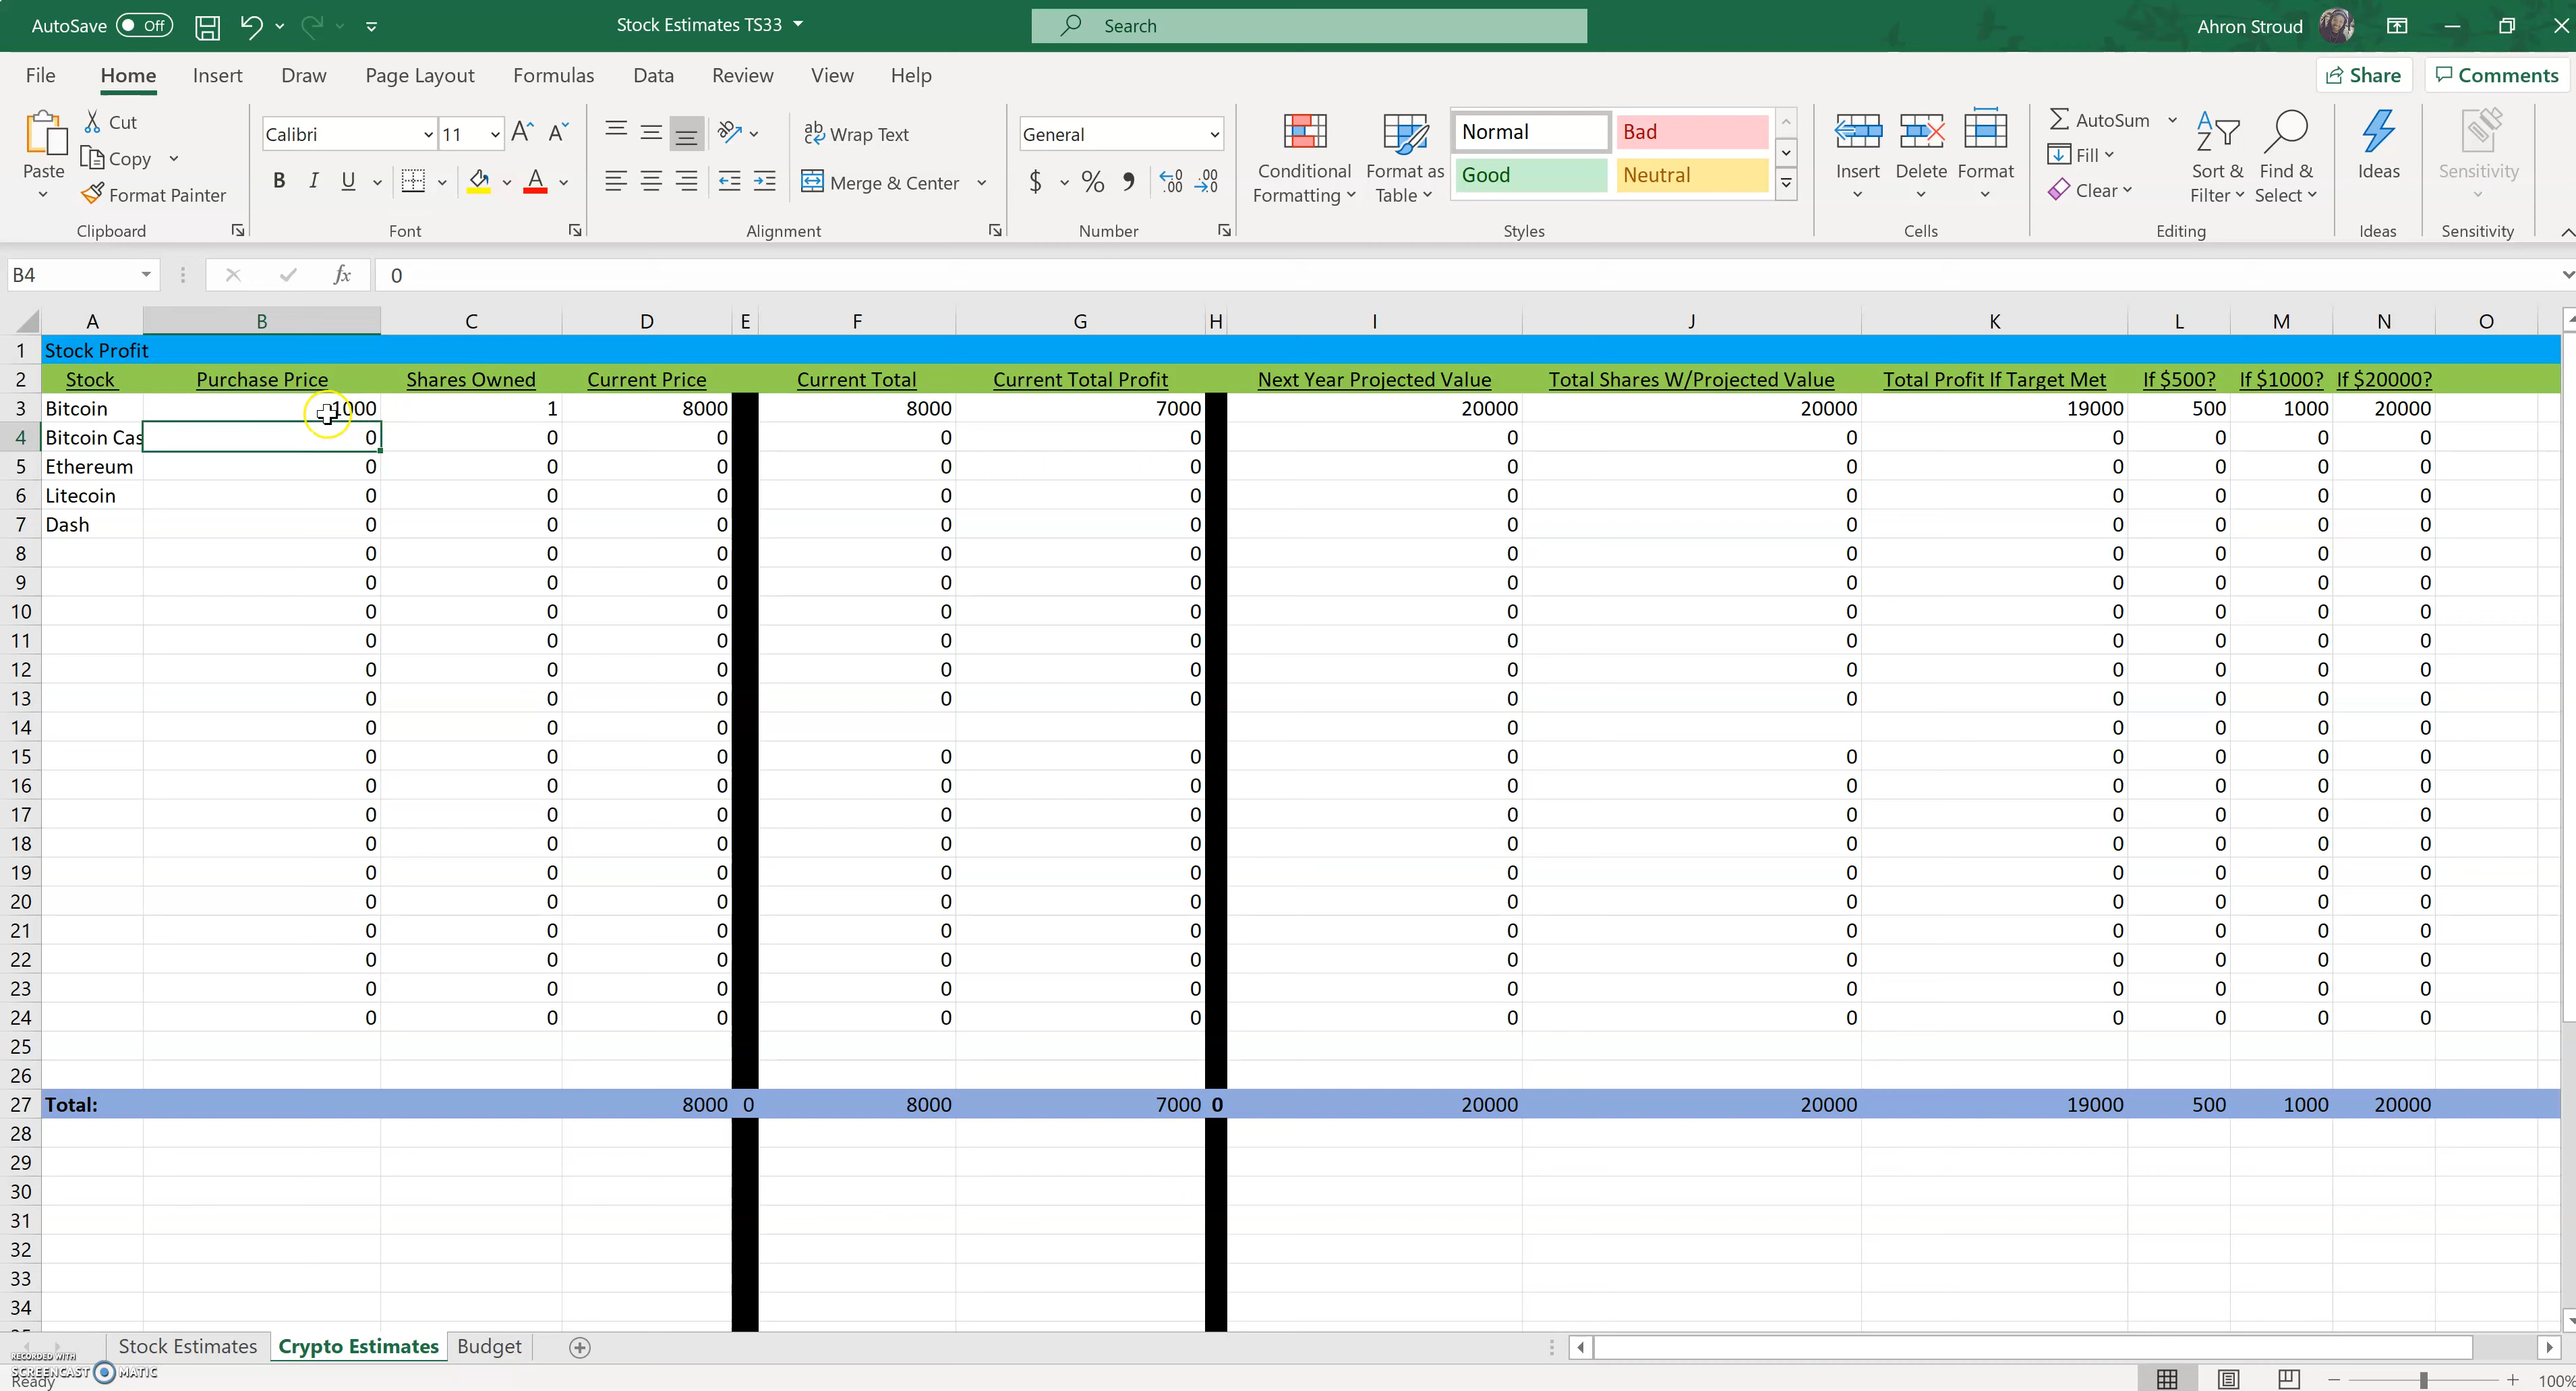 AutoSave Off Stock Estimates TS33 Search Ahron Stroud
File Home Insert Draw Page Layout Formulas Data Review View Help Share Comments
Paste Cut Copy Format Painter
Clipboard
Calibri 11
B I U A
Font
Wrap Text
Merge & Center
Alignment
General
$ % 9 .00 .0
Number
Conditional Formatting Format as Table
Normal Bad
Good Neutral
Styles
Insert Delete Format
Cells
AutoSum
Fill
Clear
Sort & Filter Find & Select
Editing
Ideas
Ideas
Sensitivity
Sensitivity
B4 fx 0
A B C D E F G H I J K L M N O
1 Stock Profit
2 Stock Purchase Price Shares Owned Current Price Current Total Current Total Profit Next Year Projected Value Total Shares W/Projected Value Total Profit If Target Met If $500? If $1000? If $20000?
3 Bitcoin 1000 1 8000 8000 7000 20000 20000 19000 500 1000 20000
4 Bitcoin Cas 0 0 0 0 0 0 0 0 0 0 0
5 Ethereum 0 0 0 0 0 0 0 0 0 0 0
6 Litecoin 0 0 0 0 0 0 0 0 0 0 0
7 Dash 0 0 0 0 0 0 0 0 0 0 0
8 0 0 0 0 0 0 0 0 0 0 0
9 0 0 0 0 0 0 0 0 0 0 0
10 0 0 0 0 0 0 0 0 0 0 0
11 0 0 0 0 0 0 0 0 0 0 0
12 0 0 0 0 0 0 0 0 0 0 0
13 0 0 0 0 0 0 0 0 0 0 0
14 0 0 0 0 0 0 0 0
15 0 0 0 0 0 0 0 0 0 0 0
16 0 0 0 0 0 0 0 0 0 0 0
17 0 0 0 0 0 0 0 0 0 0 0
18 0 0 0 0 0 0 0 0 0 0 0
19 0 0 0 0 0 0 0 0 0 0 0
20 0 0 0 0 0 0 0 0 0 0 0
21 0 0 0 0 0 0 0 0 0 0 0
22 0 0 0 0 0 0 0 0 0 0 0
23 0 0 0 0 0 0 0 0 0 0 0
24 0 0 0 0 0 0 0 0 0 0 0
25
26
27 Total: 8000 0 8000 7000 0 20000 20000 19000 500 1000 20000
28
29
30
31
32
33
34
Stock Estimates Crypto Estimates Budget
RECORDED WITH
SCREENCAST MATIC
Ready 100%